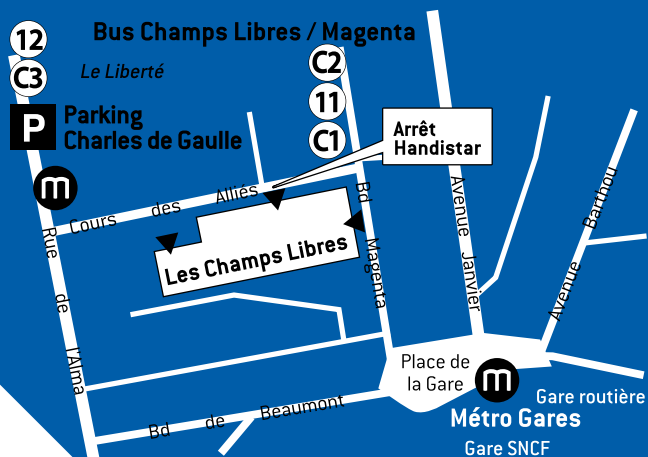 12
C3
Bus Champs Libres / Magenta
Le Liberté
P
Parking
Charles de Gaulle
C2
11
C1
Arrêt
Handistar
m
Cours des Alliés
Rue de l'Alma
Les Champs Libres
Bd Magenta
Avenue Janvier
Avenue Barthou
Place de
la Gare
m
Gare routière
Métro Gares
Bd de Beaumont
Gare SNCF